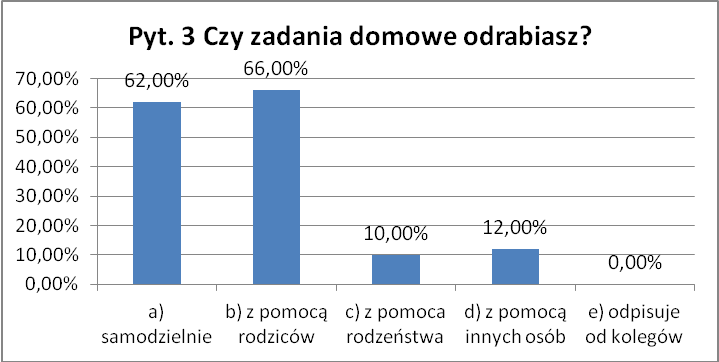 Pyt. 3 Czy zadania domowe odrabiasz?
70,00%
60,00%
50,00%
40,00%
30,00%
20,00%
10,00%
0,00%
62,00%
66,00%
10,00%
12,00%
0,00%
a)
samodzielnie
b) z pomocą
rodziców
c) z pomoca
rodzeństwa
d) z pomocą
innych osób
e) odpisuje
od kolegów